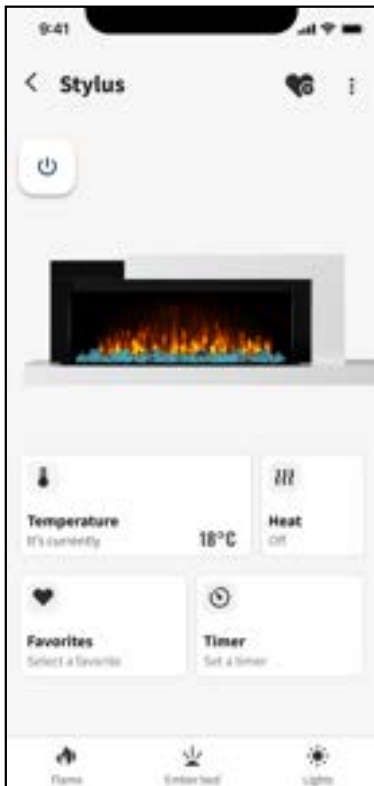 9:41
Stylus
Temperature
It's currently
18°C
Heat
Off
Favorites
Select a favorite
Timer
Set a timer
Flame
Ember bed
Lights